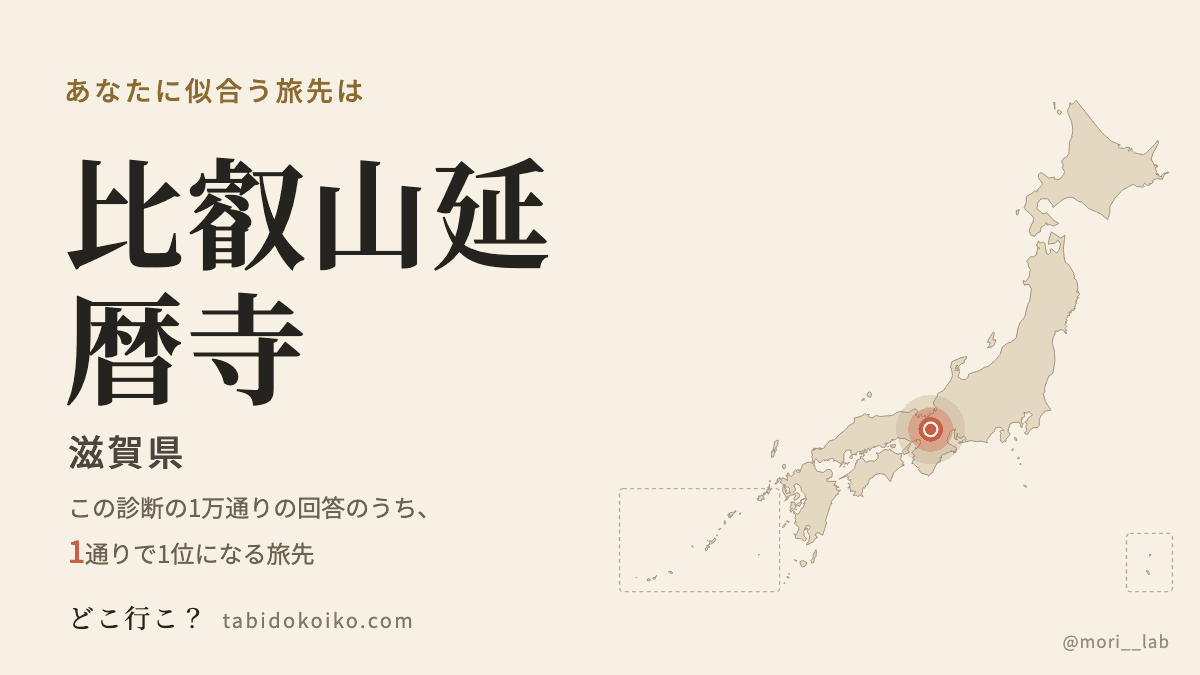 あなたに似合う旅先は
比叡山延
暦寺
滋賀県
この診断の1万通りの回答のうち、
1通りで1位になる旅先
どこ行こ？ tabidokoiko.com
@mori__lab